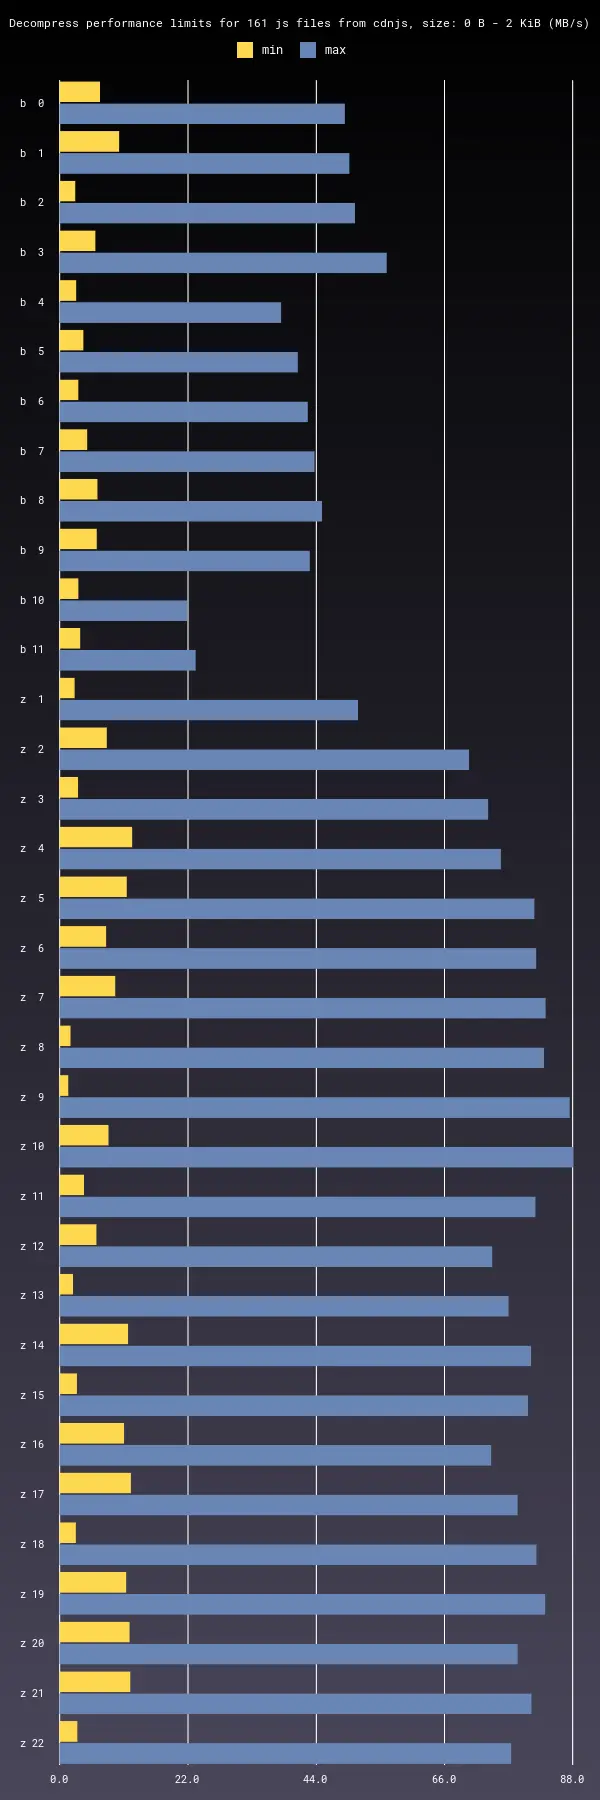 Decompress performance limits for 161 js files from cdnjs, size: 0 B - 2 KiB (MB/s)
min max
b 0
b 1
b 2
b 3
b 4
b 5
b 6
b 7
b 8
b 9
b 10
b 11
z 1
z 2
z 3
z 4
z 5
z 6
z 7
z 8
z 9
z 10
z 11
z 12
z 13
z 14
z 15
z 16
z 17
z 18
z 19
z 20
z 21
z 22
0.0 22.0 44.0 66.0 88.0